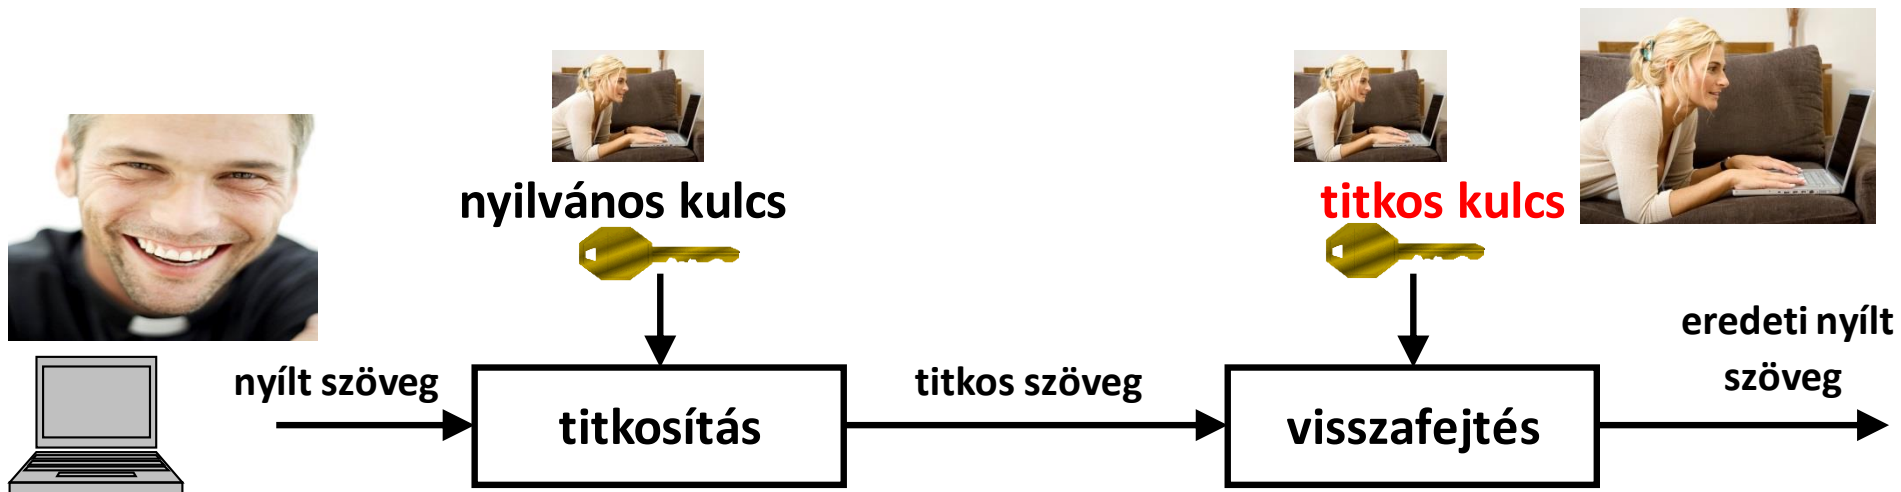 nyilvános kulcs
titkos kulcs
nyílt szöveg
titkosítás
titkos szöveg
visszafejtés
eredeti nyílt
szöveg